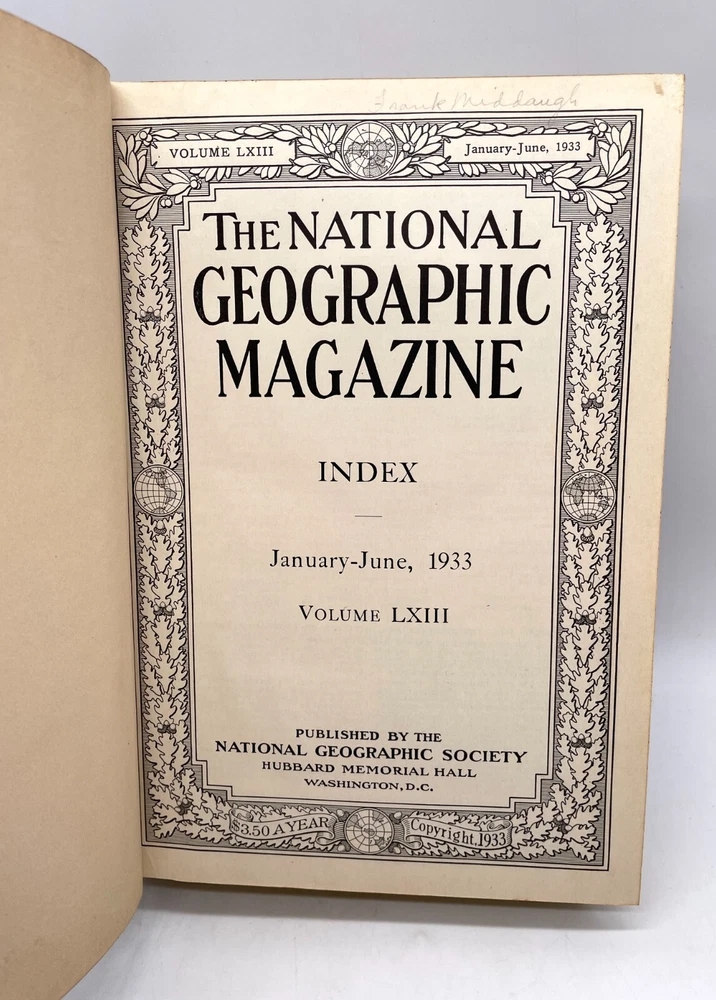 Frank Middaugh
VOLUME LXIII
January-June, 1933
THE NATIONAL
GEOGRAPHIC
MAGAZINE
INDEX
January-June, 1933
VOLUME LXIII
PUBLISHED BY THE
NATIONAL GEOGRAPHIC SOCIETY
HUBBARD MEMORIAL HALL
WASHINGTON, D.C.
$3.50 A YEAR
Copyright, 1933